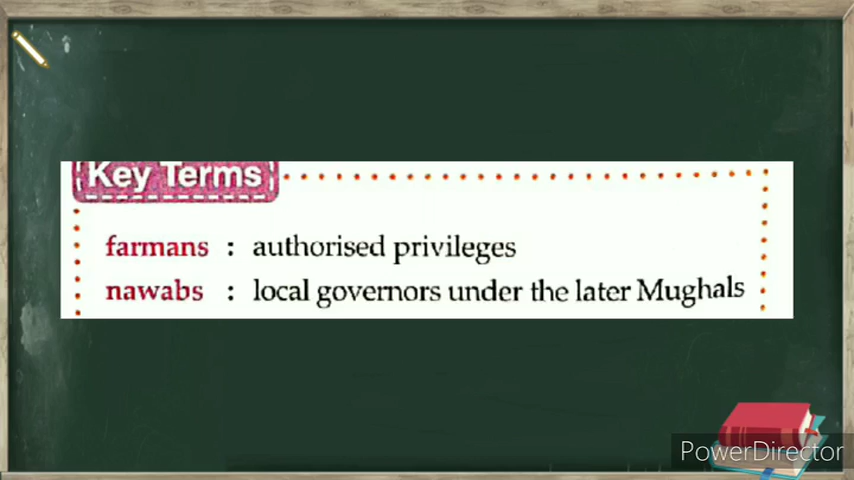 Key Terms
farmans : authorised privileges
nawabs : local governors under the later Mughals
PowerDirector